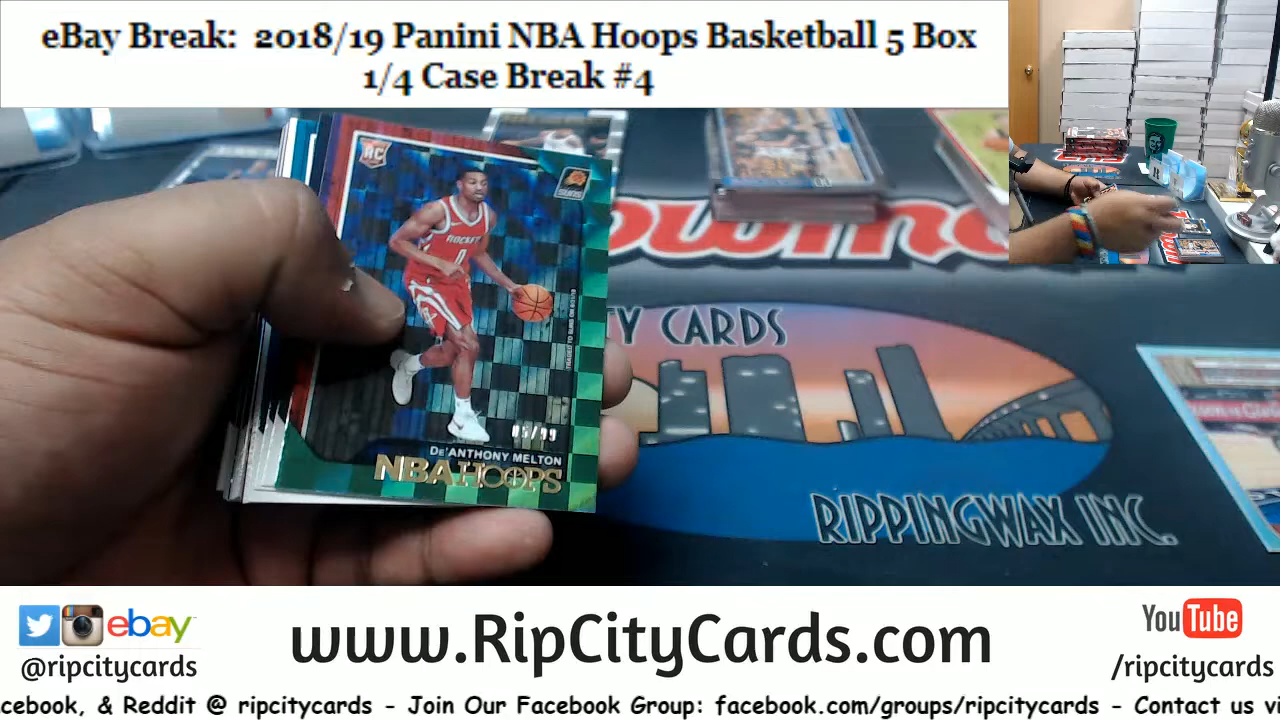 eBay Break: 2018/19 Panini NBA Hoops Basketball 5 Box
1/4 Case Break #4
RC
ROCKETS
05/99
DE'ANTHONY MELTON
NBA HOOPS
TY CARDS
RIPPINGWAX INC.
ebay
@ripcitycards
www.RipCityCards.com
YouTube
/ripcitycards
cebook, & Reddit @ ripcitycards - Join Our Facebook Group: facebook.com/groups/ripcitycards - Contact us vi